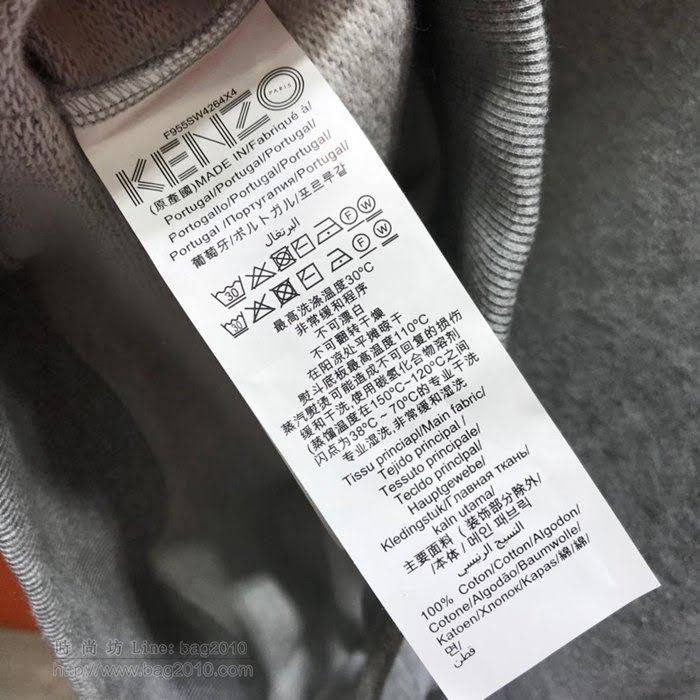 F955SW4264X4
KENZO
PARIS
(原產國)MADE IN/Fabriqué à/
Portugal/Portugal/Portugal/
Portogallo/Portugal/Portugal/
Portugal /Португалия/Portugal/
葡萄牙/ポルトガル/포르투갈/
البرتغال
30 F W
30 F W
最高洗涤温度30°C
非常缓和程序
不可漂白
不可翻转干燥
在阴凉处平摊晾干
熨斗底板最高温度110°C
蒸汽熨烫可能造成不可回复的损伤
缓和干洗,使用碳氢化合物溶剂
(蒸馏温度在150°C~120°C之间
闪点为38°C ~ 70°C的专业干洗
专业湿洗,非常缓和湿洗
Tissu principal/Main fabric/
Tejido principal /
Tessuto principale/
Tecido principal/
Hauptgewebe/
Kledingstuk/Главная ткань/
kain utama/
主要面料 / 装饰部分除外/
/本体/ 메인 패브릭/
النسيج الرئيسي
100% Coton/Cotton/Algodon/
Cotone/Algodão/Baumwolle/
Katoen/Хлопок/Kapas/綿/綿/
면/
قطن
時尚坊 Line: bag2010
http://www.bag2010.com